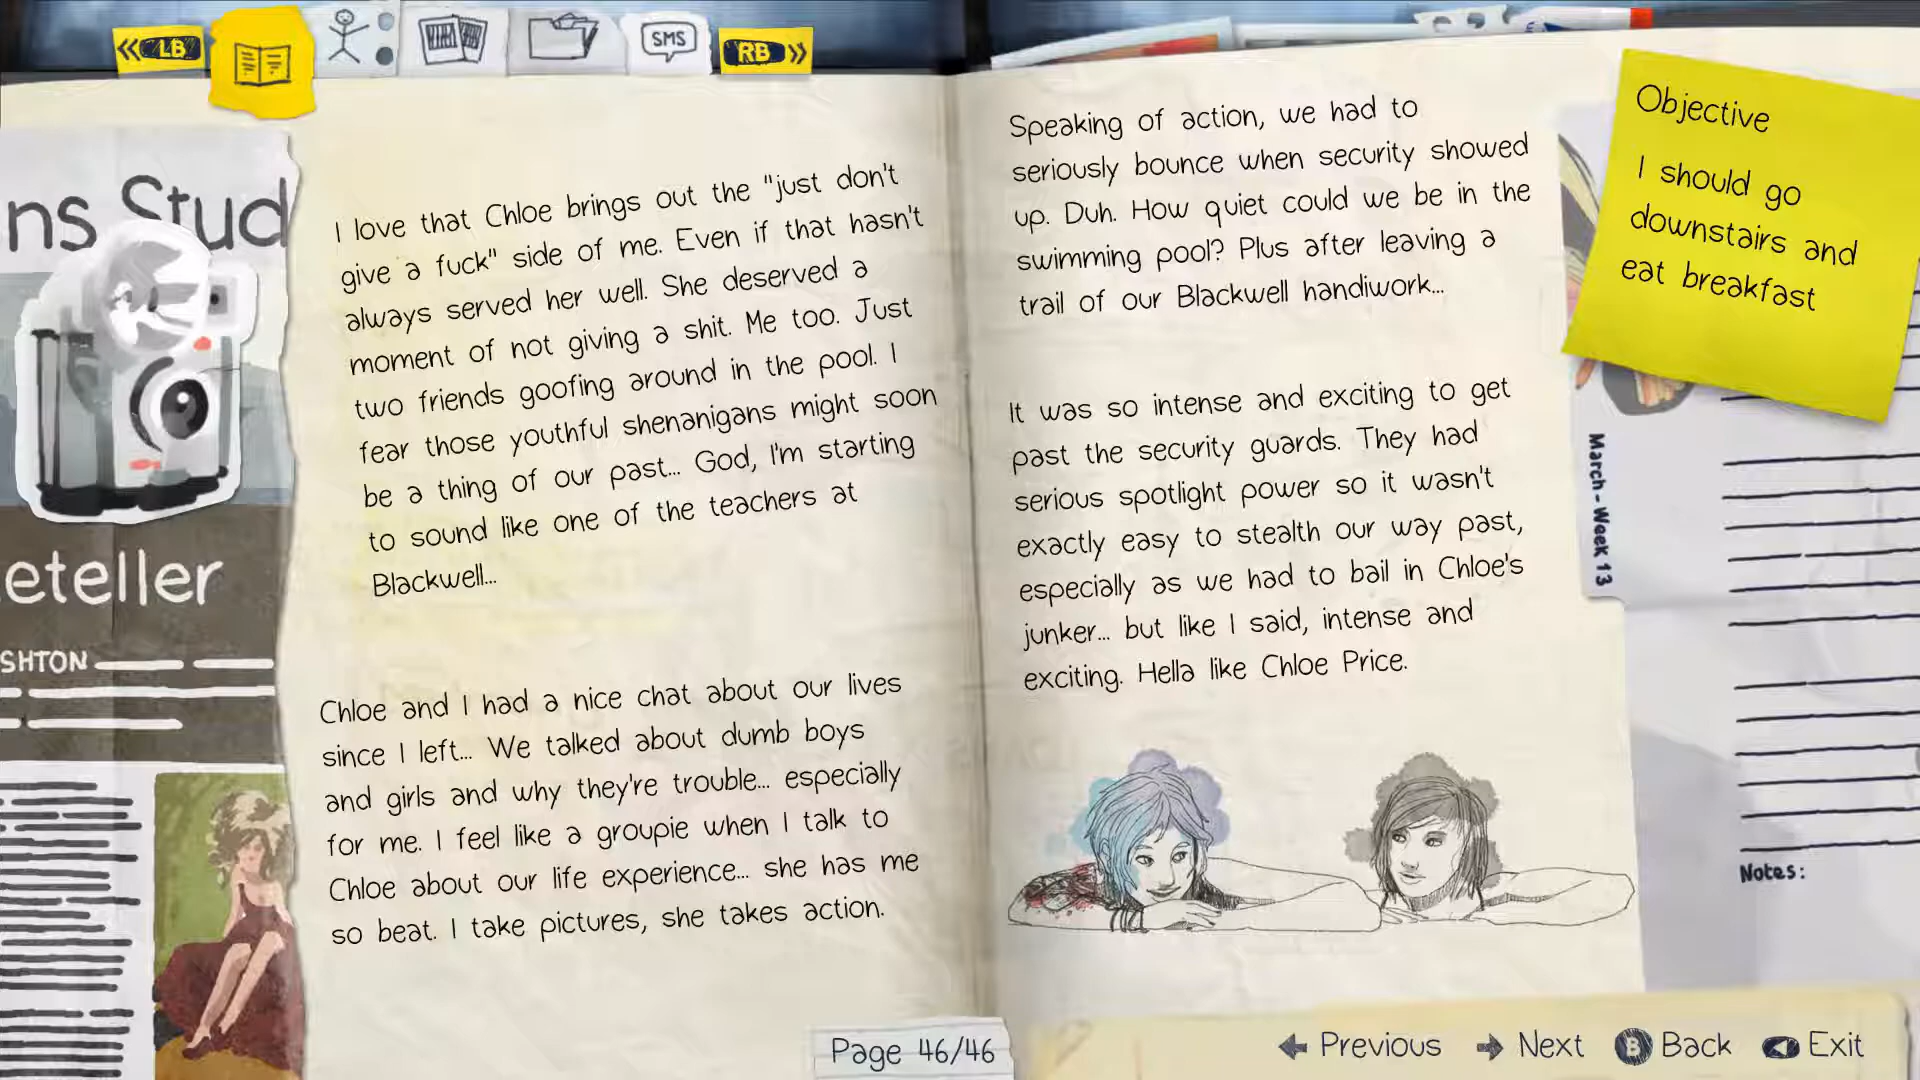 LB
SMS
RB
ns Stud
eteller
SHTON
I love that Chloe brings out the "just don't
give a fuck" side of me. Even if that hasn't
always served her well. She deserved a
moment of not giving a shit. Me too. Just
two friends goofing around in the pool. I
fear those youthful shenanigans might soon
be a thing of our past... God, I'm starting
to sound like one of the teachers at
Blackwell...
Chloe and I had a nice chat about our lives
since I left... We talked about dumb boys
and girls and why they're trouble... especially
for me. I feel like a groupie when I talk to
Chloe about our life experience... she has me
so beat. I take pictures, she takes action.
Speaking of action, we had to
seriously bounce when security showed
up. Duh. How quiet could we be in the
swimming pool? Plus after leaving a
trail of our Blackwell handiwork...
It was so intense and exciting to get
past the security guards. They had
serious spotlight power so it wasn't
exactly easy to stealth our way past,
especially as we had to bail in Chloe's
junker... but like I said, intense and
exciting. Hella like Chloe Price.
Objective
I should go
downstairs and
eat breakfast
March - Week 13
Notes:
Page 46/46
Previous
Next
B Back
Exit